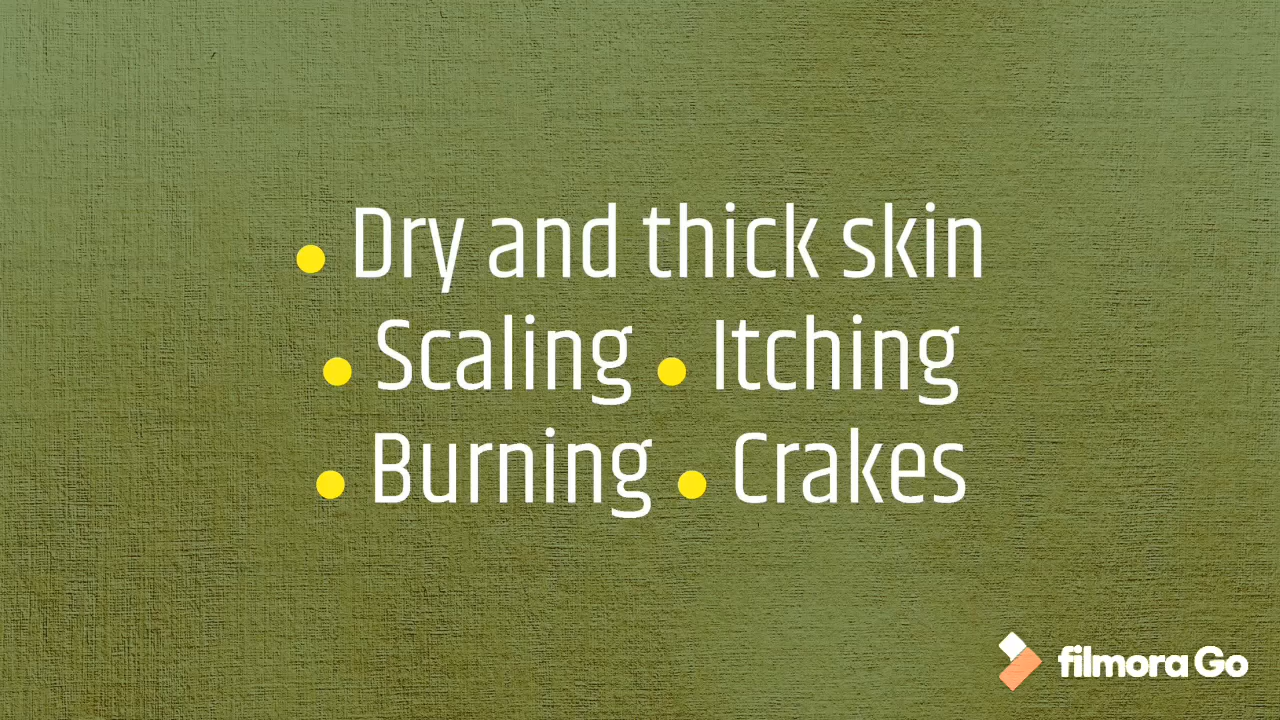 • Dry and thick skin
• Scaling • Itching
• Burning • Crakes
filmora Go